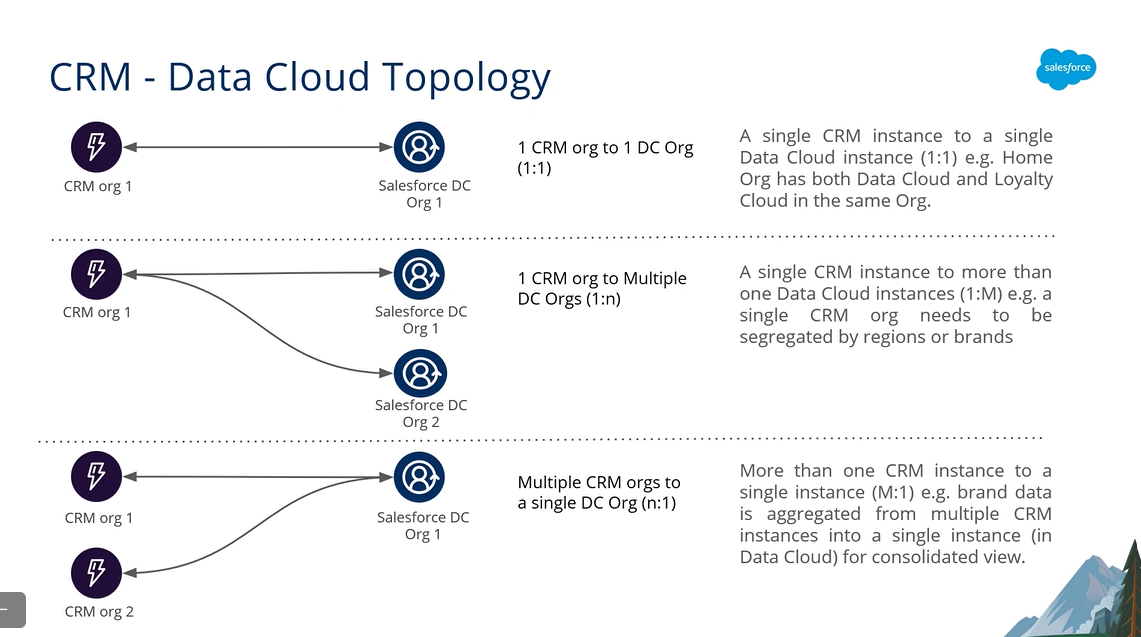 CRM - Data Cloud Topology
salesforce
CRM org 1
Salesforce DC
Org 1
1 CRM org to 1 DC Org
(1:1)
A single CRM instance to a single
Data Cloud instance (1:1) e.g. Home
Org has both Data Cloud and Loyalty
Cloud in the same Org.
CRM org 1
Salesforce DC
Org 1
Salesforce DC
Org 2
1 CRM org to Multiple
DC Orgs (1:n)
A single CRM instance to more than
one Data Cloud instances (1:M) e.g. a
single CRM org needs to be
segregated by regions or brands
CRM org 1
CRM org 2
Salesforce DC
Org 1
Multiple CRM orgs to
a single DC Org (n:1)
More than one CRM instance to a
single instance (M:1) e.g. brand data
is aggregated from multiple CRM
instances into a single instance (in
Data Cloud) for consolidated view.